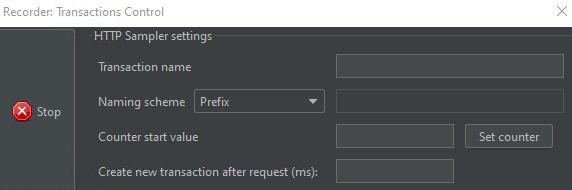 Recorder: Transactions Control
HTTP Sampler settings
Transaction name
Stop
Naming scheme Prefix
Counter start value Set counter
Create new transaction after request (ms):